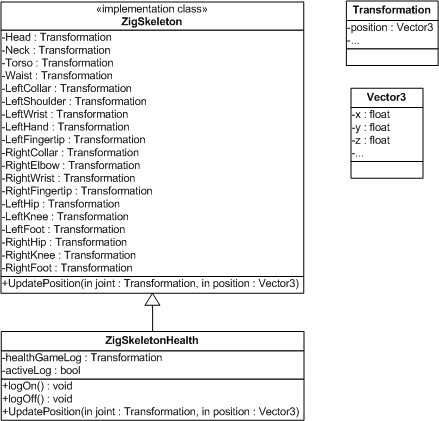 «implementation class»
ZigSkeleton
-Head : Transformation
-Neck : Transformation
-Torso : Transformation
-Waist : Transformation
-LeftCollar : Transformation
-LeftShoulder : Transformation
-LeftWrist : Transformation
-LeftHand : Transformation
-LeftFingertip : Transformation
-RightCollar : Transformation
-RightElbow : Transformation
-RightWrist : Transformation
-RightFingertip : Transformation
-LeftHip : Transformation
-LeftKnee : Transformation
-LeftFoot : Transformation
-RightHip : Transformation
-RightKnee : Transformation
-RightFoot : Transformation
+UpdatePosition(in joint : Transformation, in position : Vector3)
Transformation
-position : Vector3
-...
Vector3
-x : float
-y : float
-z : float
-...
ZigSkeletonHealth
-healthGameLog : Transformation
-activeLog : bool
+logOn() : void
+logOff() : void
+UpdatePosition(in joint : Transformation, in position : Vector3)